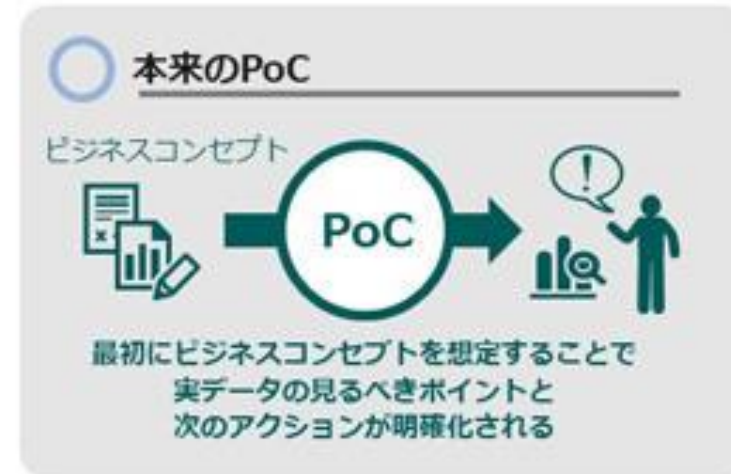 本来のPoC
ビジネスコンセプト
PoC
!
最初にビジネスコンセプトを想定することで
実データの見るべきポイントと
次のアクションが明確化される